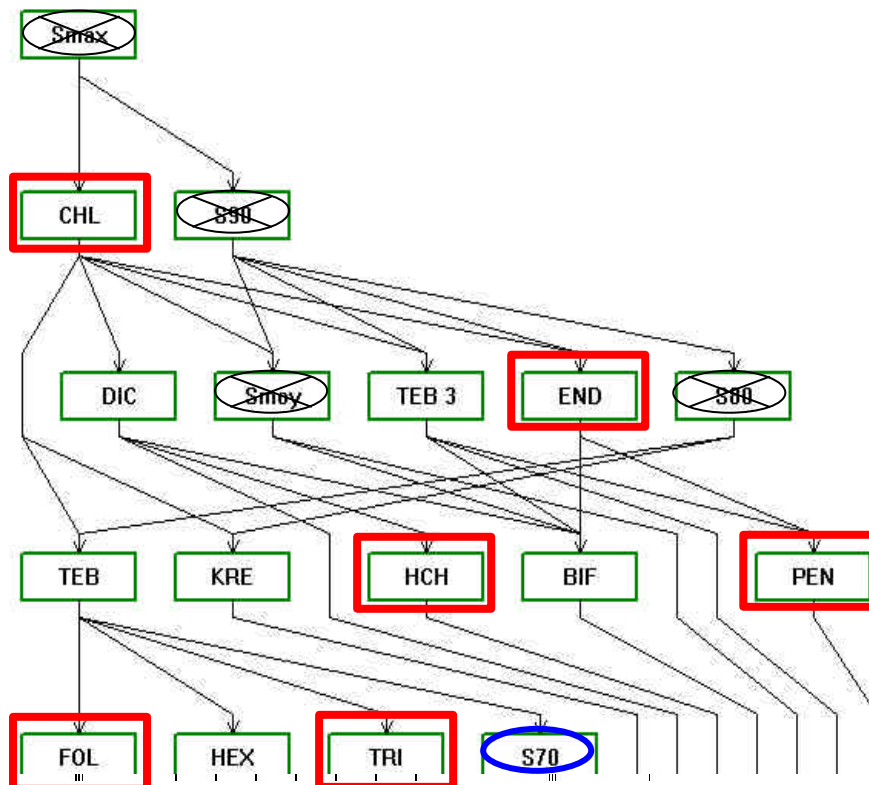 Smax
CHL S90
DIC Smoy TEB 3 END S80
TEB KRE HCH BIF PEN
FOL HEX TRI S70